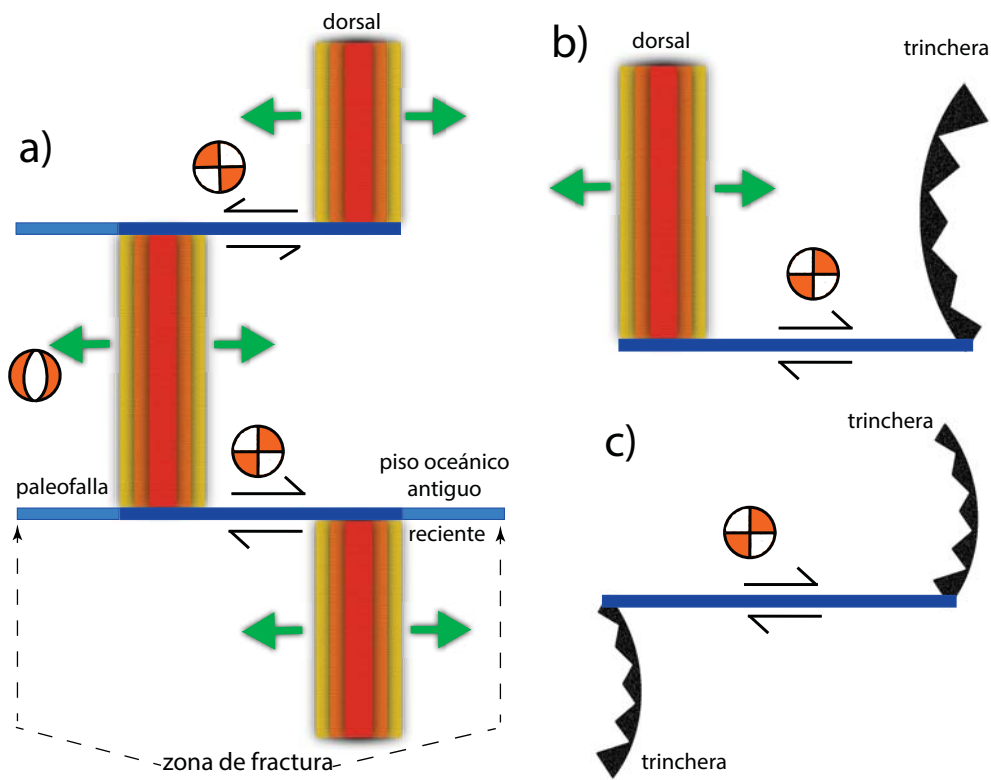 a)
dorsal
paleofalla
piso oceánico
antiguo
reciente
zona de fractura
b)
dorsal
trinchera
c)
trinchera
trinchera